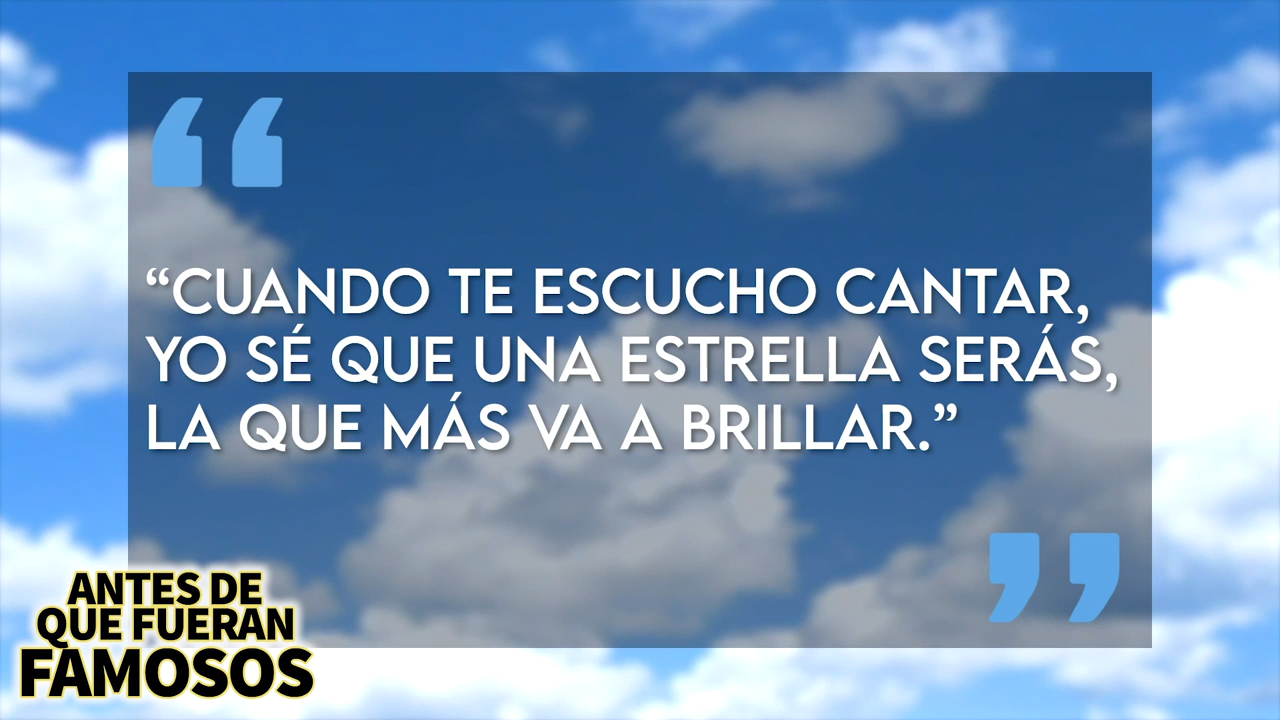 “CUANDO TE ESCUCHO CANTAR,
YO SÉ QUE UNA ESTRELLA SERÁS,
LA QUE MÁS VA A BRILLAR.”
ANTES DE
QUE FUERAN
FAMOSOS